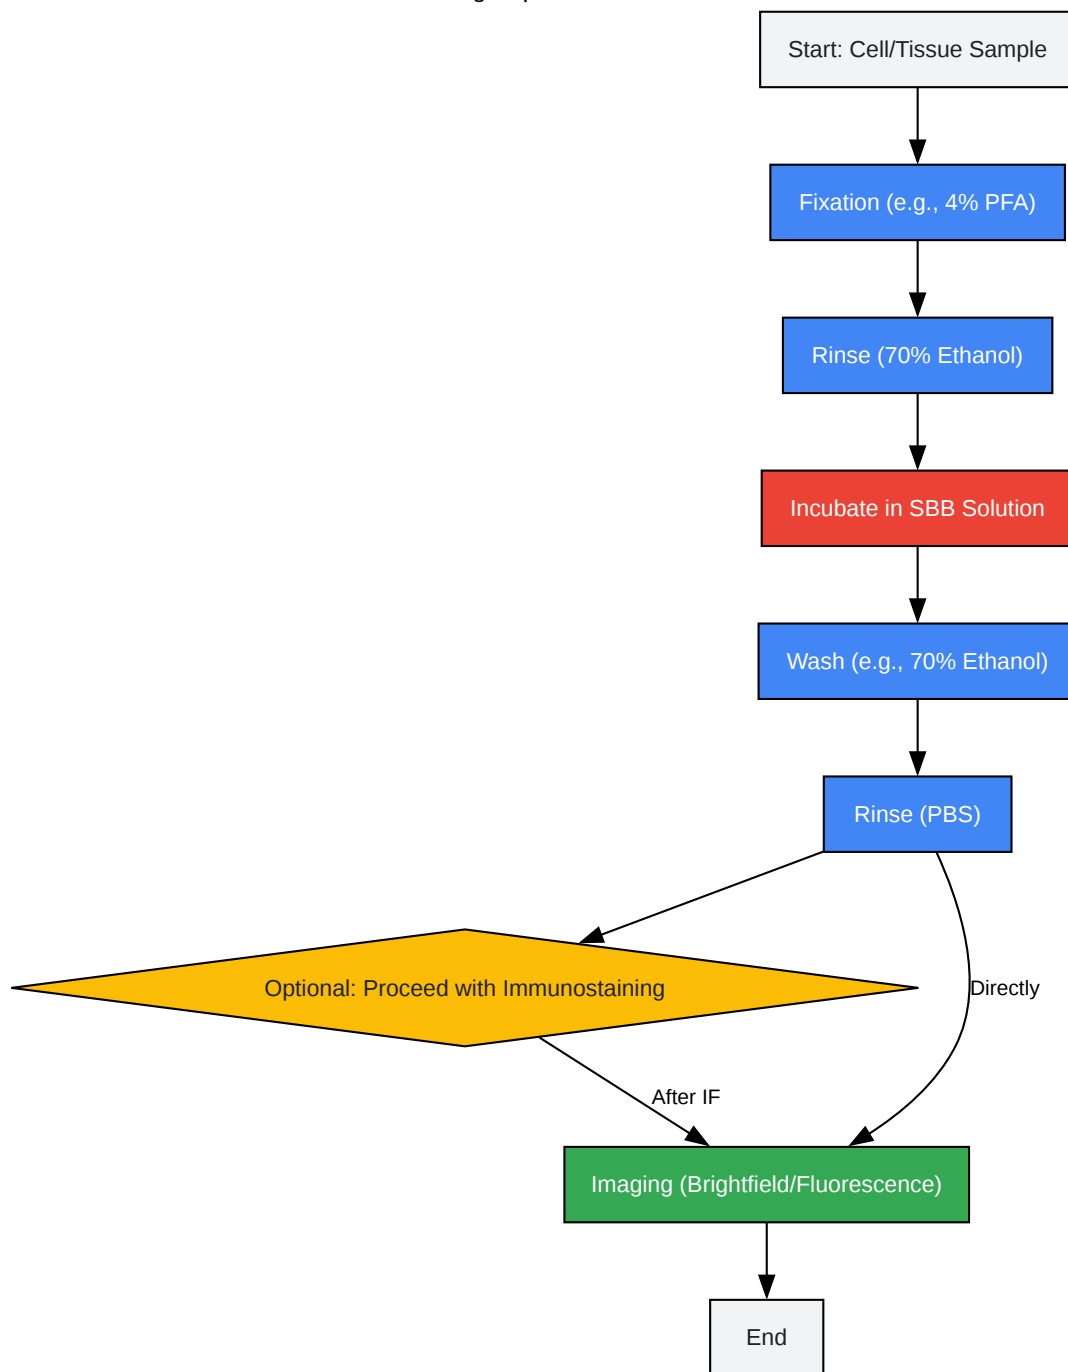 Start: Cell/Tissue Sample
Fixation (e.g., 4% PFA)
Rinse (70% Ethanol)
Incubate in SBB Solution
Wash (e.g., 70% Ethanol)
Rinse (PBS)
Optional: Proceed with Immunostaining
Directly
After IF
Imaging (Brightfield/Fluorescence)
End